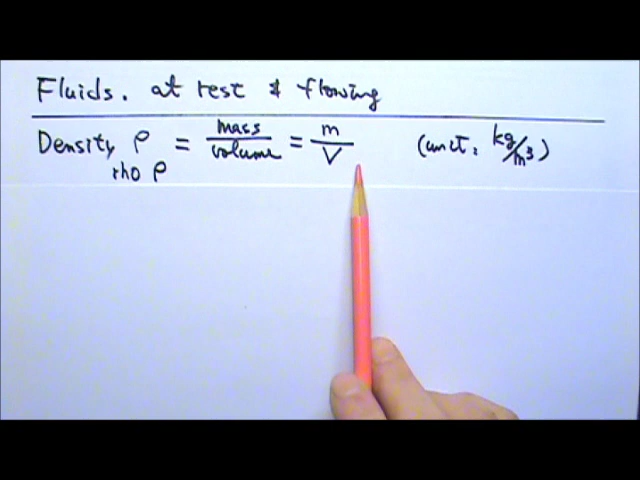 Fluids. at rest & flowing
Density ρ = mass/volume = m/V (unit: kg/m³)
rho ρ